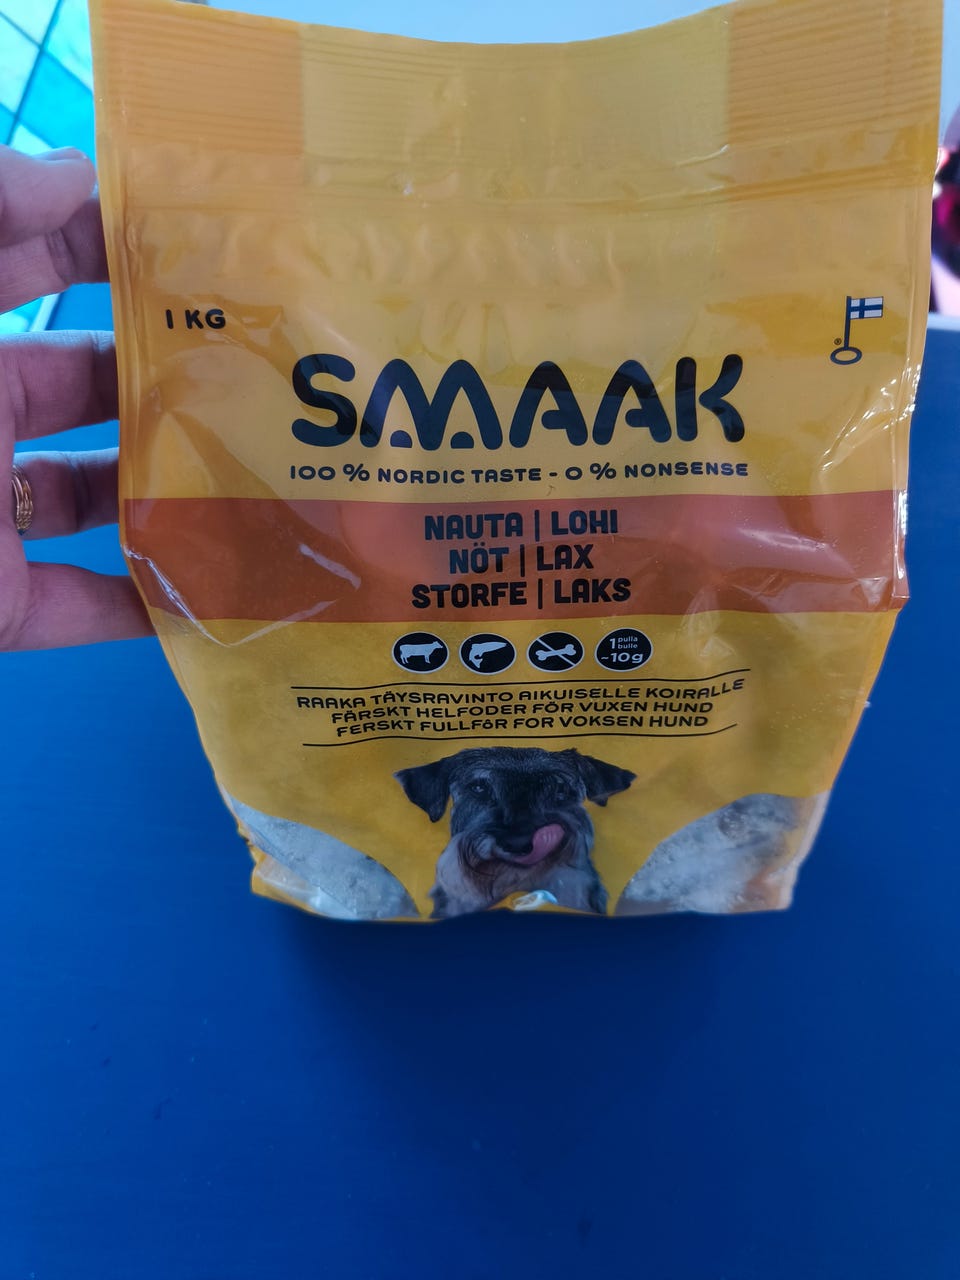 1 KG
®
SMAAK
100 % NORDIC TASTE - 0 % NONSENSE
NAUTA | LOHI
NÖT | LAX
STORFE | LAKS
1 pulla
bulle
~10g
RAAKA TÄYSRAVINTO AIKUISELLE KOIRALLE
FÄRSKT HELFODER FÖR VUXEN HUND
FERSKT FULLFôR FOR VOKSEN HUND